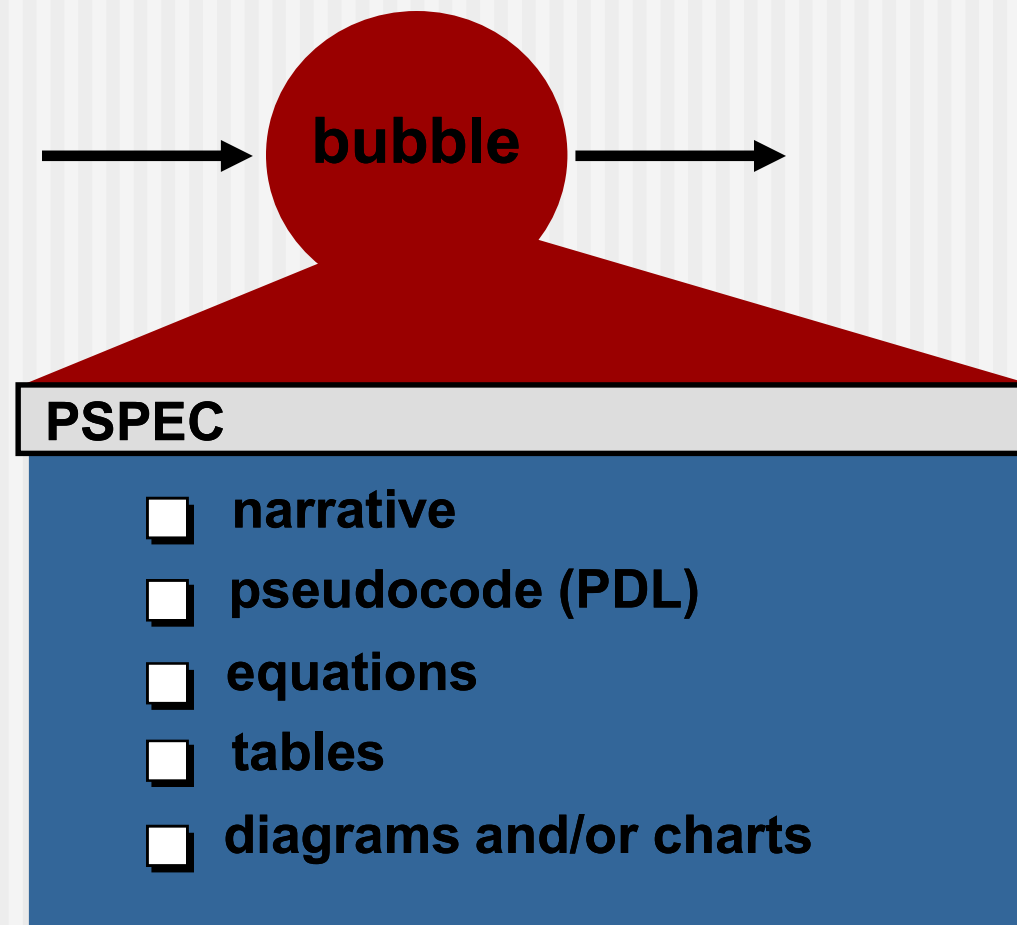 bubble
PSPEC
narrative
pseudocode (PDL)
equations
tables
diagrams and/or charts